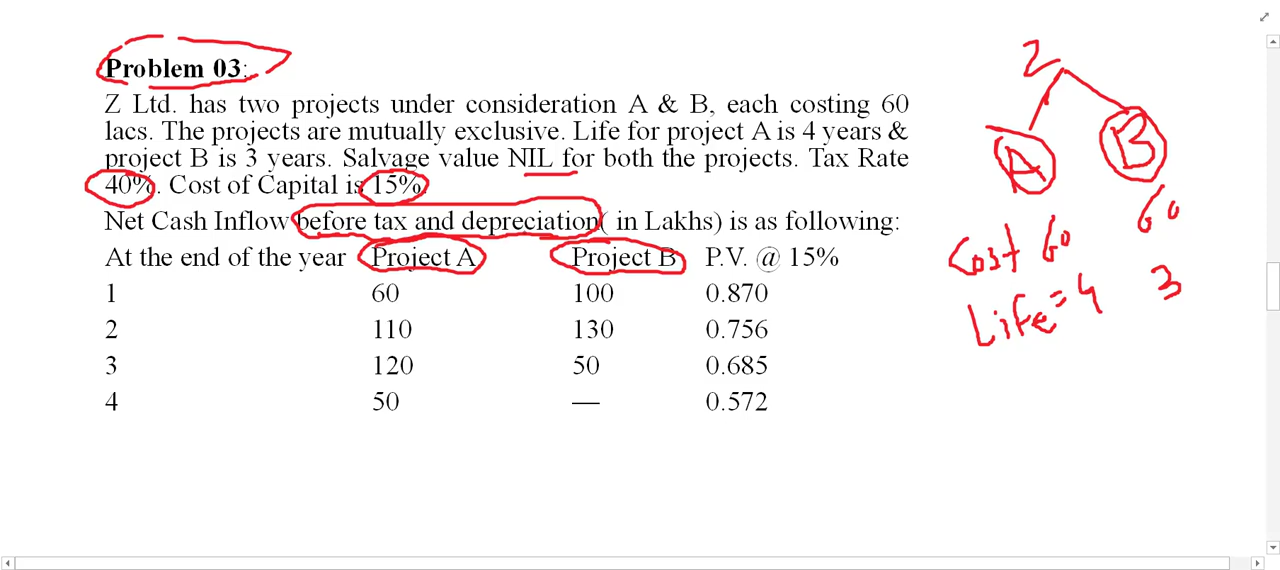 Problem 03:
Z Ltd. has two projects under consideration A & B, each costing 60
lacs. The projects are mutually exclusive. Life for project A is 4 years &
project B is 3 years. Salvage value NIL for both the projects. Tax Rate
40%. Cost of Capital is 15%
Net Cash Inflow before tax and depreciation( in Lakhs) is as following:
At the end of the year Project A Project B P.V. @ 15%
1 60 100 0.870
2 110 130 0.756
3 120 50 0.685
4 50 — 0.572
Z
A B
Cost 60 60
Life = 4 3